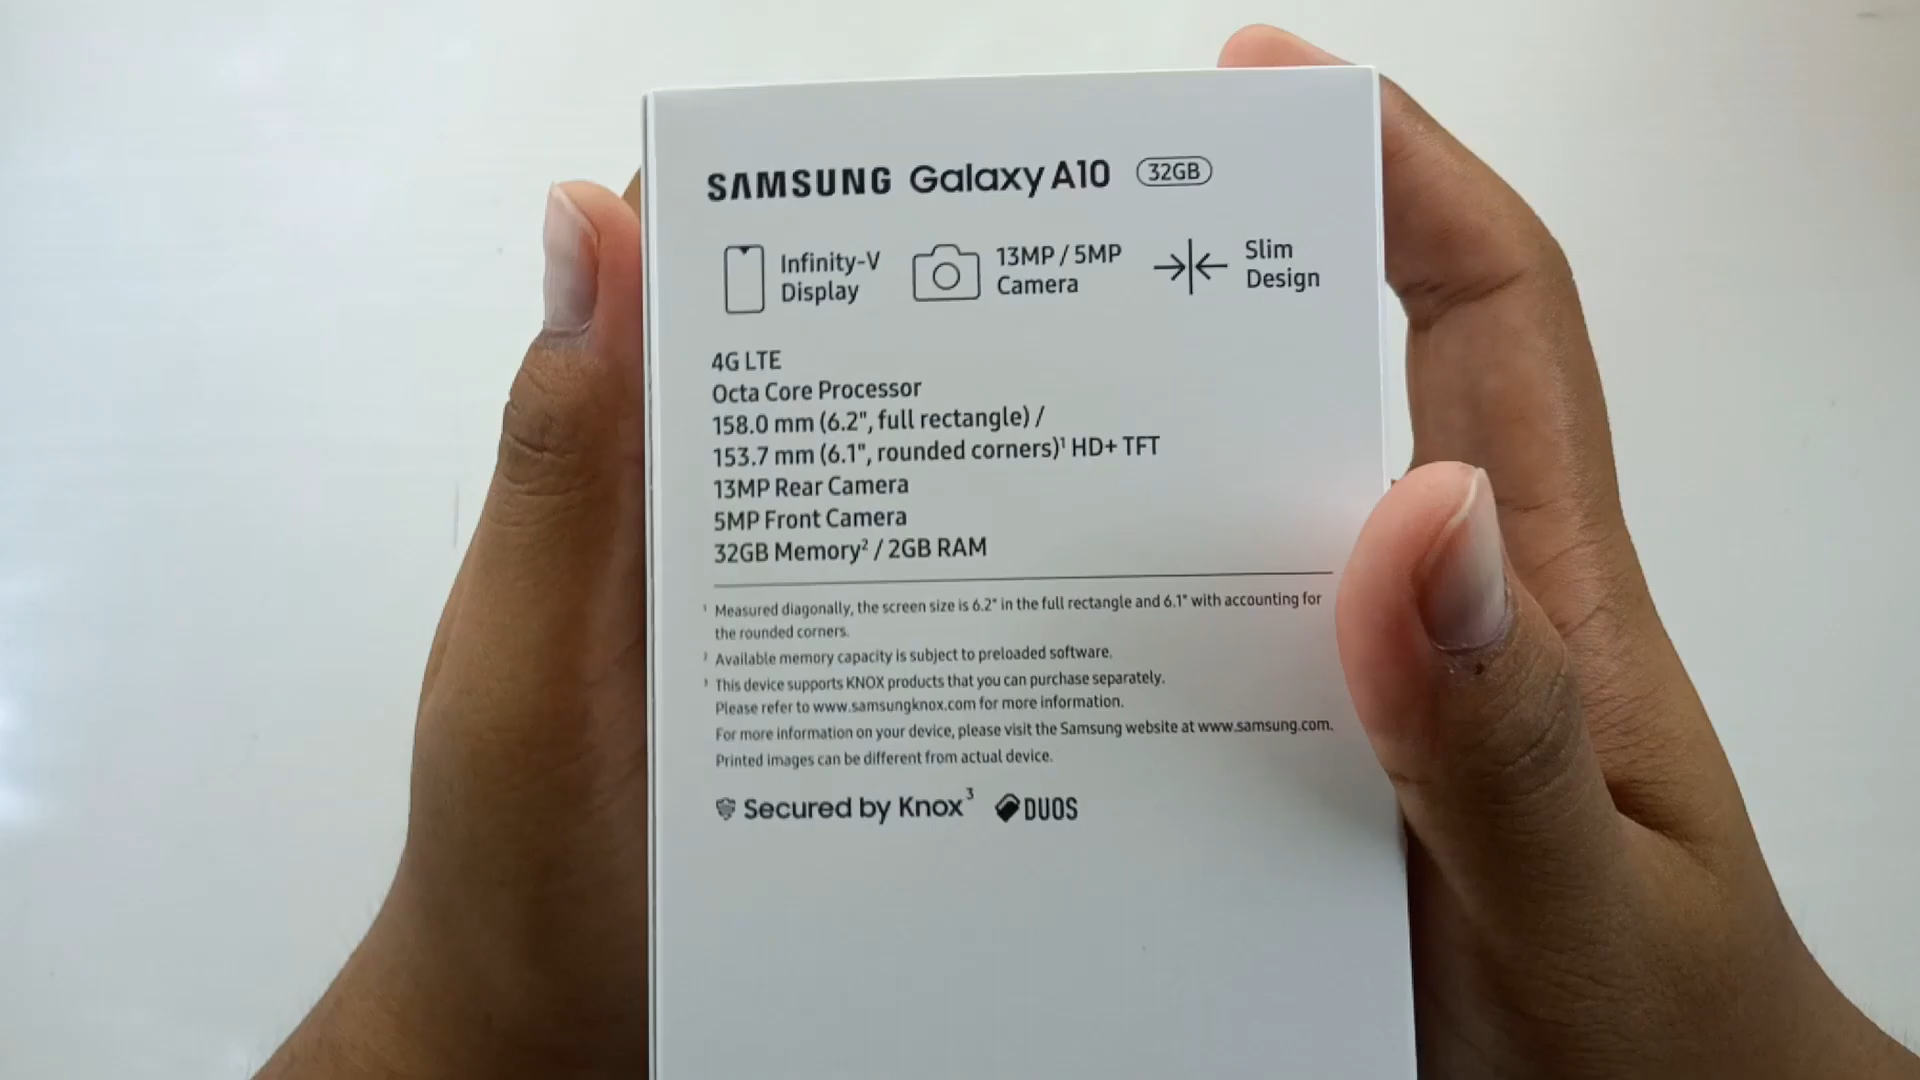 SAMSUNG Galaxy A10 32GB
Infinity-V
Display
13MP / 5MP
Camera
Slim
Design
4G LTE
Octa Core Processor
158.0 mm (6.2", full rectangle) /
153.7 mm (6.1", rounded corners)¹ HD+ TFT
13MP Rear Camera
5MP Front Camera
32GB Memory² / 2GB RAM
¹ Measured diagonally, the screen size is 6.2" in the full rectangle and 6.1" with accounting for
the rounded corners.
² Available memory capacity is subject to preloaded software.
³ This device supports KNOX products that you can purchase separately.
Please refer to www.samsungknox.com for more information.
For more information on your device, please visit the Samsung website at www.samsung.com.
Printed images can be different from actual device.
Secured by Knox³ DUOS